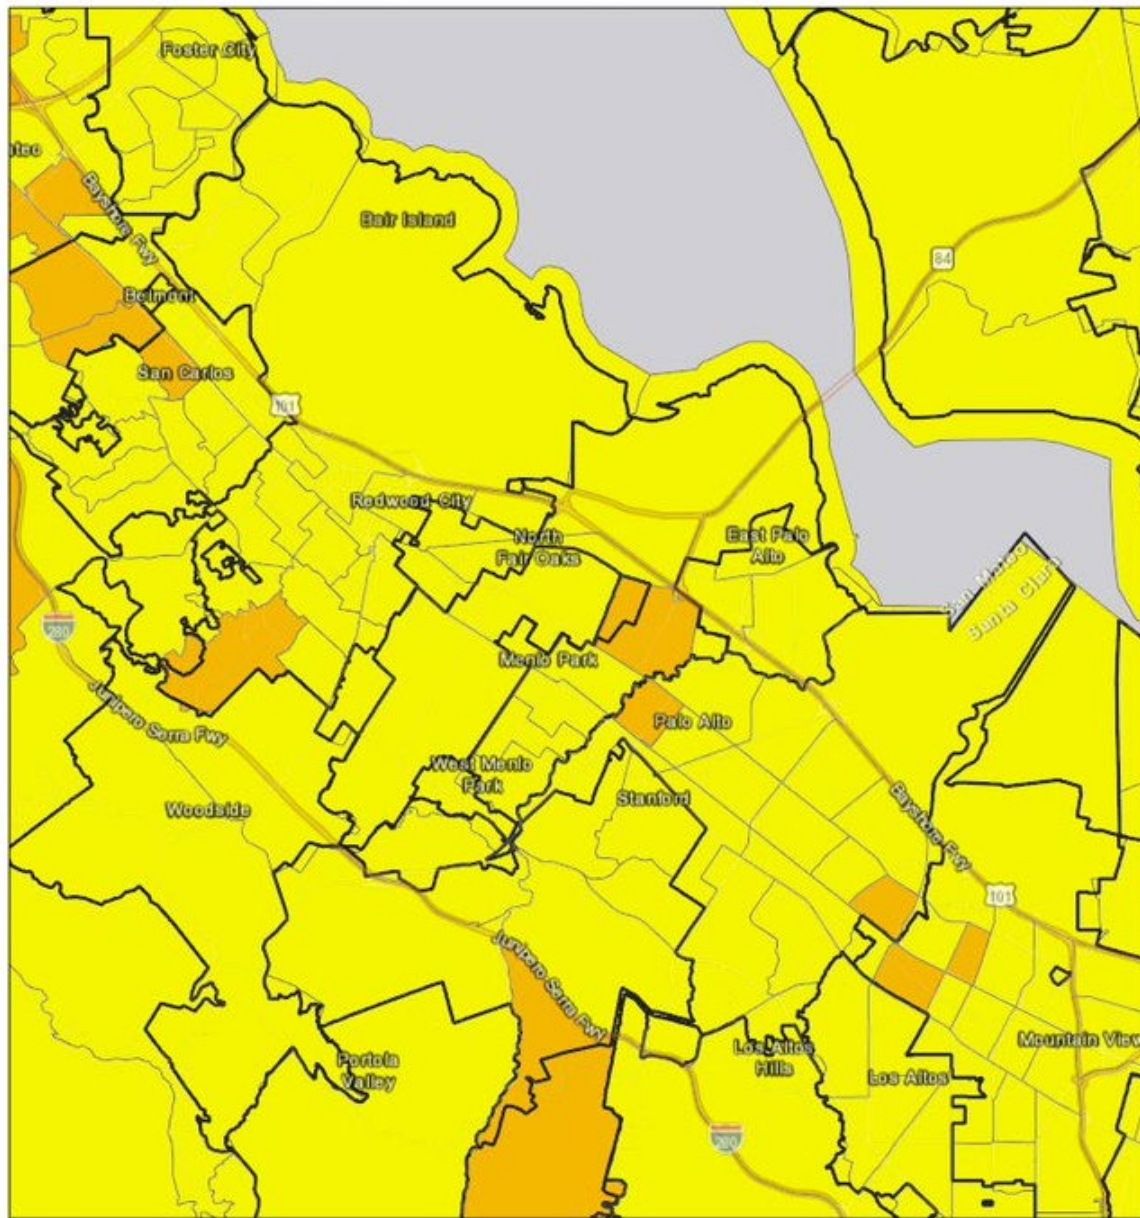 Foster City
ateo
Bayshore Fwy
Bair Island
84
Belmont
San Carlos
101
Redwood City
North
Fair Oaks
East Palo
Alto
San Mateo
Santa Clara
280
Menlo Park
Junipero Serra Fwy
Palo Alto
West Menlo
Park
Stanford
Woodside
Bayshore Fwy
101
Junipero Serra Fwy
Portola
Valley
Los Altos
Hills
Los Altos
Mountain View
280